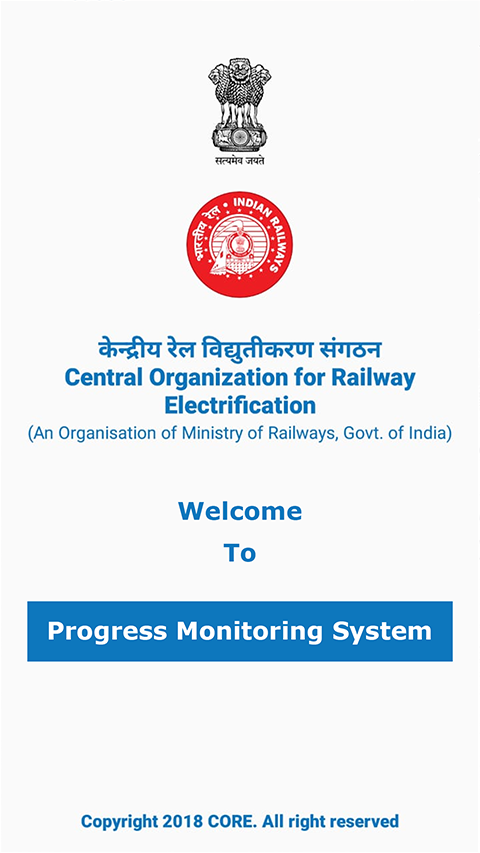 सत्यमेव जयते
भारतीय रेल • INDIAN RAILWAYS
केन्द्रीय रेल विद्युतीकरण संगठन
Central Organization for Railway
Electrification
(An Organisation of Ministry of Railways, Govt. of India)
Welcome
To
Progress Monitoring System
Copyright 2018 CORE. All right reserved